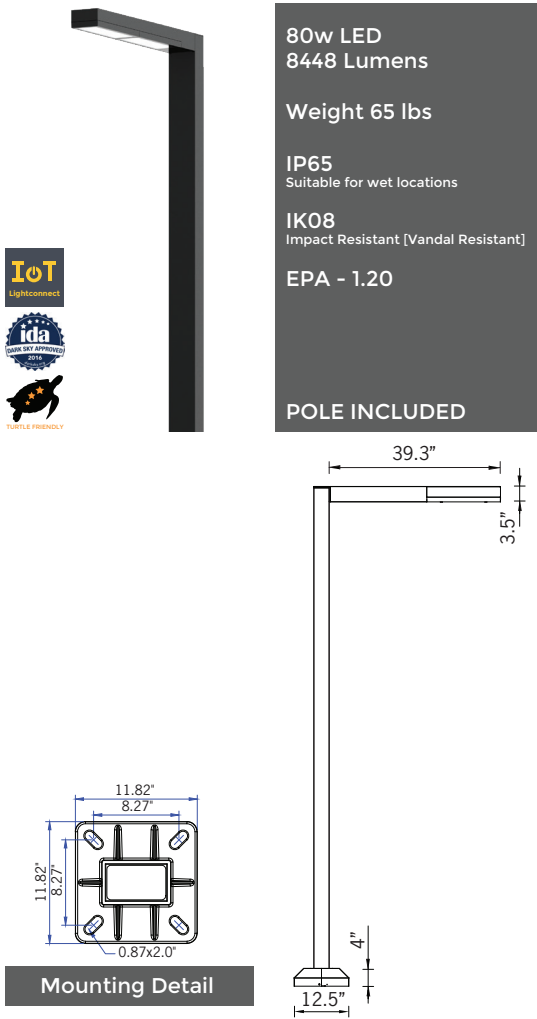 80w LED
8448 Lumens
Weight 65 lbs
IP65
Suitable for wet locations
IK08
Impact Resistant [Vandal Resistant]
EPA - 1.20
POLE INCLUDED
IoT
Lightconnect
ida
DARK SKY APPROVED
2016
TURTLE FRIENDLY
39.3”
3.5”
11.82"
8.27"
11.82"
8.27"
0.87x2.0"
Mounting Detail
4”
12.5”